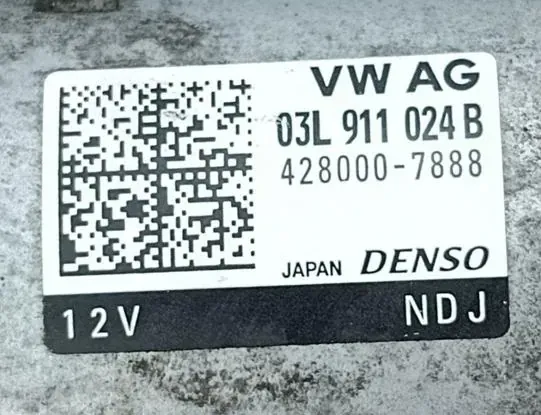 VW AG
03L 911 024 B
428000-7888
JAPAN DENSO
12V NDJ